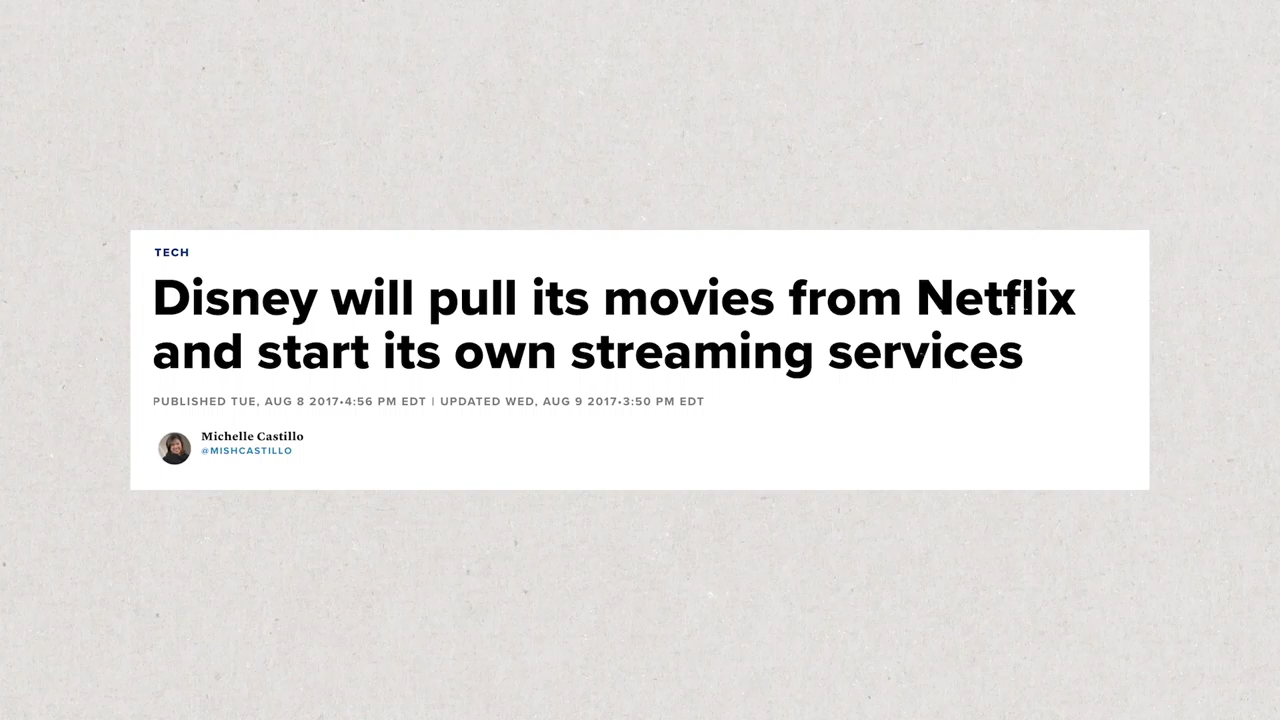 TECH
Disney will pull its movies from Netflix
and start its own streaming services
PUBLISHED TUE, AUG 8 2017•4:56 PM EDT | UPDATED WED, AUG 9 2017•3:50 PM EDT
Michelle Castillo
@MISHCASTILLO